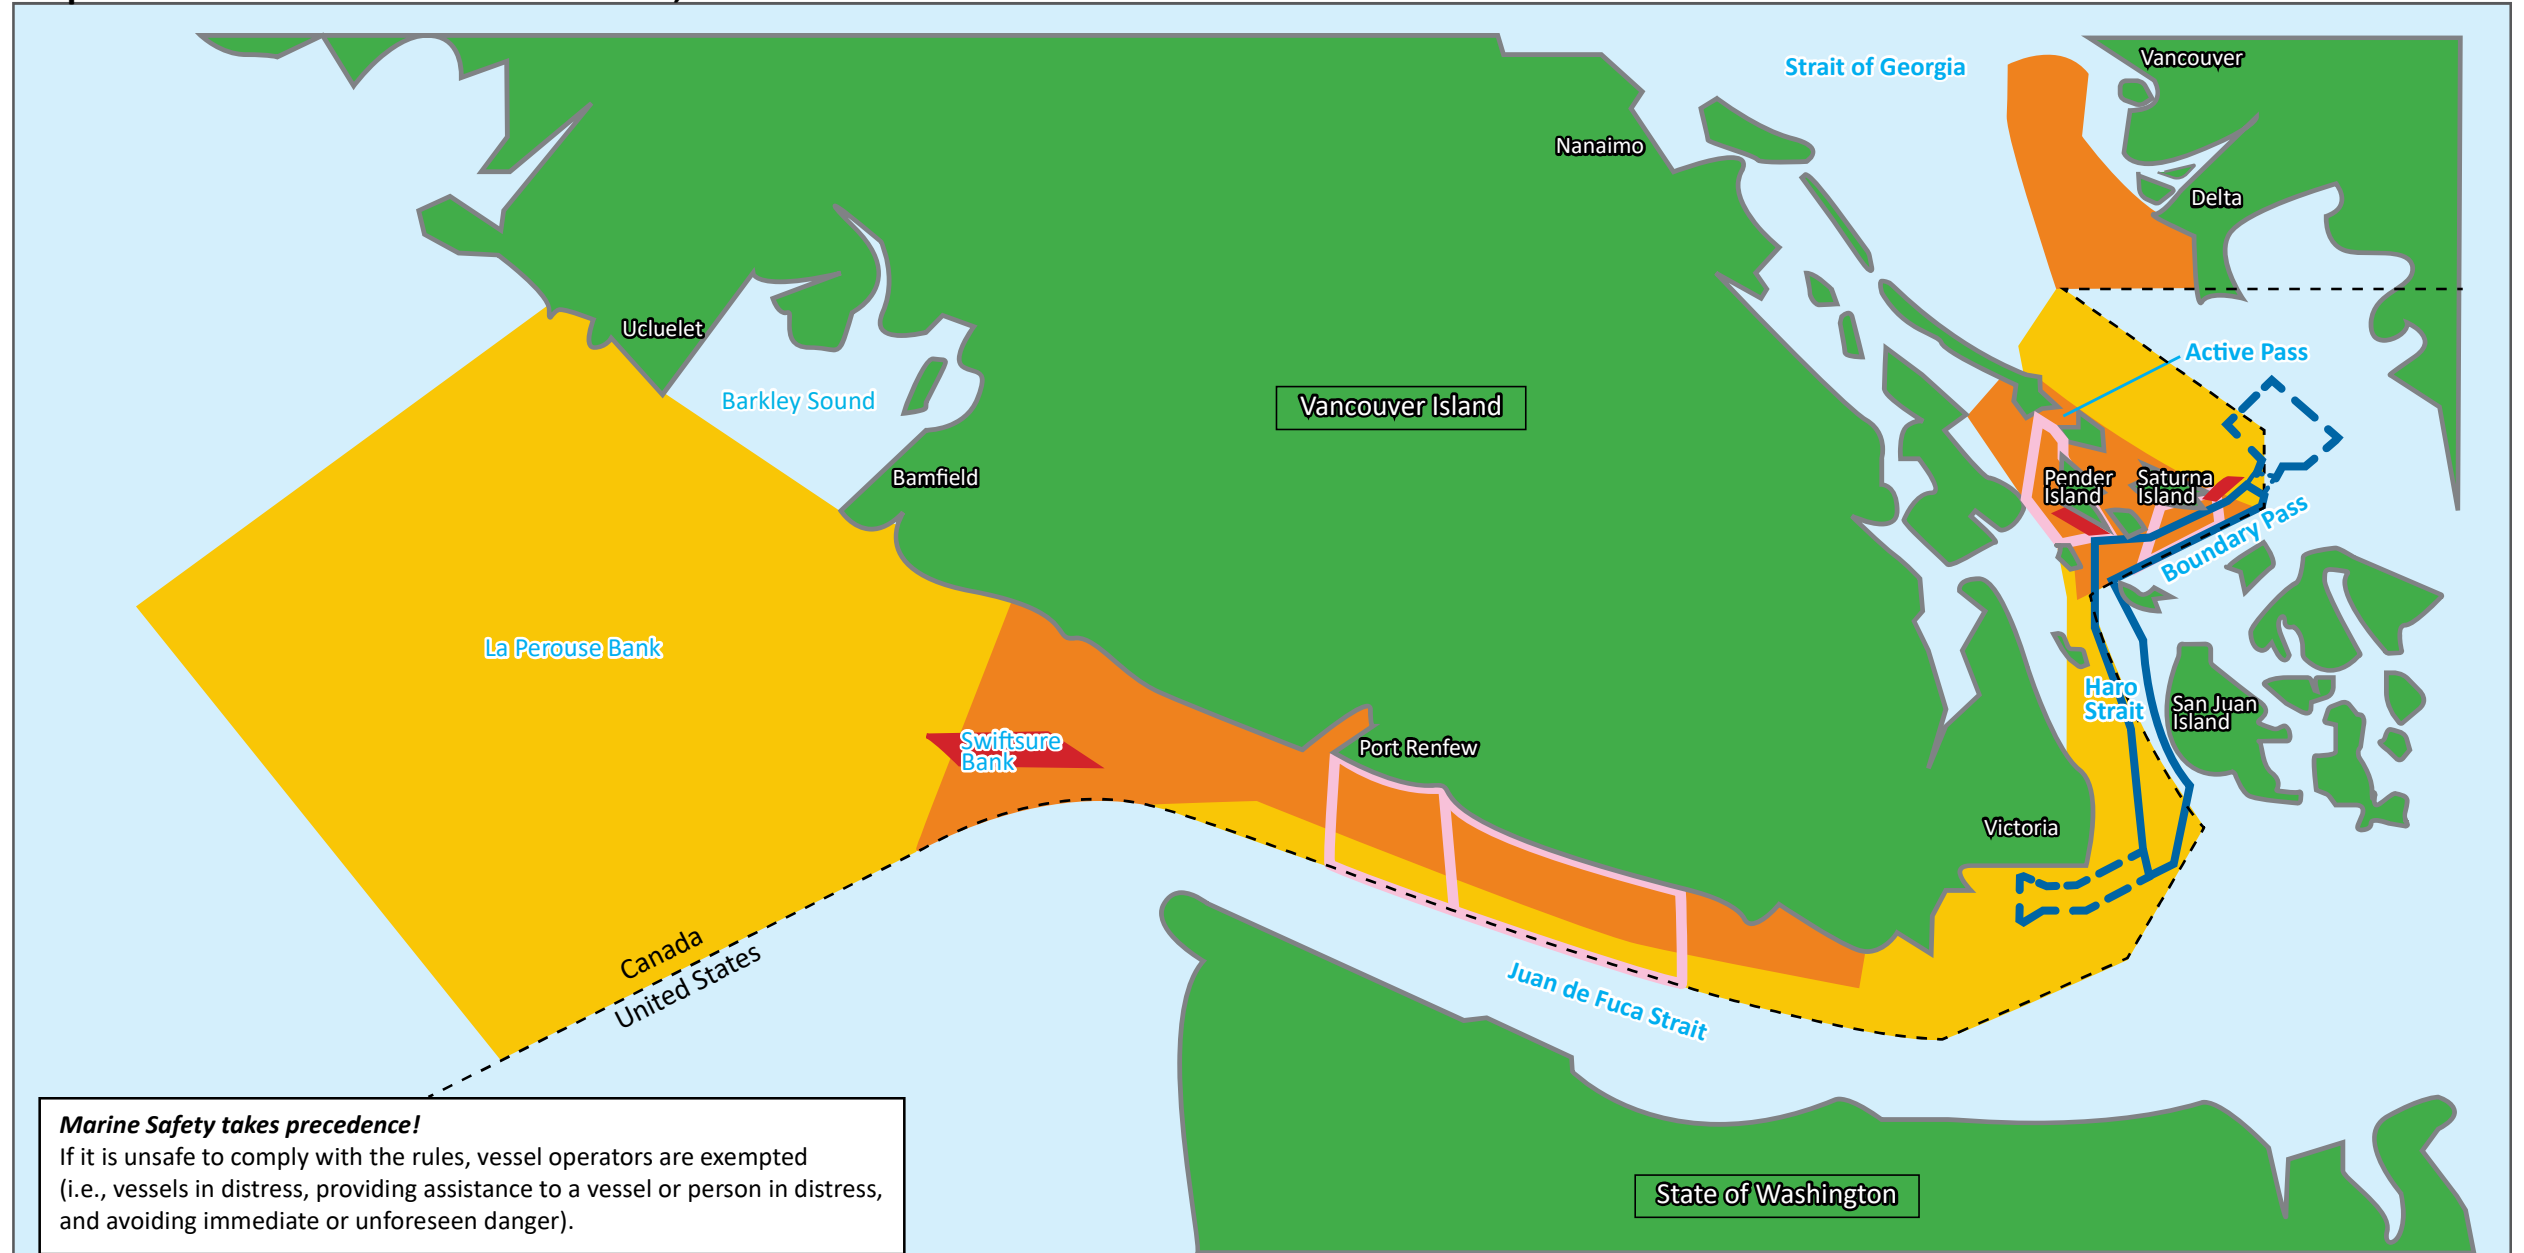 Strait of Georgia
Vancouver
Nanaimo
Delta
Ucluelet
Active Pass
Barkley Sound
Vancouver Island
Bamfield
Pender
Island
Saturna
Island
Boundary Pass
La Perouse Bank
Haro
Strait
San Juan
Island
Swiftsure
Bank
Port Renfew
Victoria
Canada
United States
Juan de Fuca Strait
State of Washington
Marine Safety takes precedence!
If it is unsafe to comply with the rules, vessel operators are exempted
(i.e., vessels in distress, providing assistance to a vessel or person in distress,
and avoiding immediate or unforeseen danger).